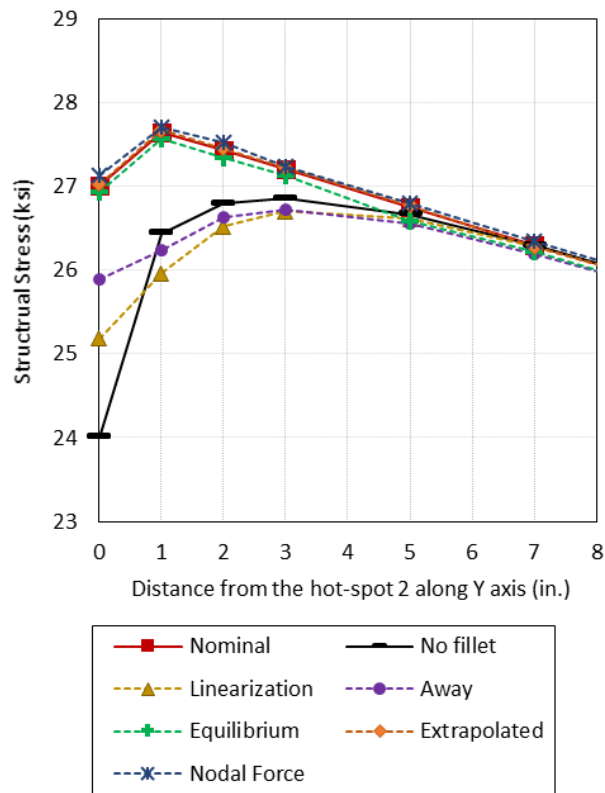 29
28
27
26
25
24
23
Structrual Stress (ksi)
0 1 2 3 4 5 6 7 8
Distance from the hot-spot 2 along Y axis (in.)
Nominal No fillet
Linearization Away
Equilibrium Extrapolated
Nodal Force